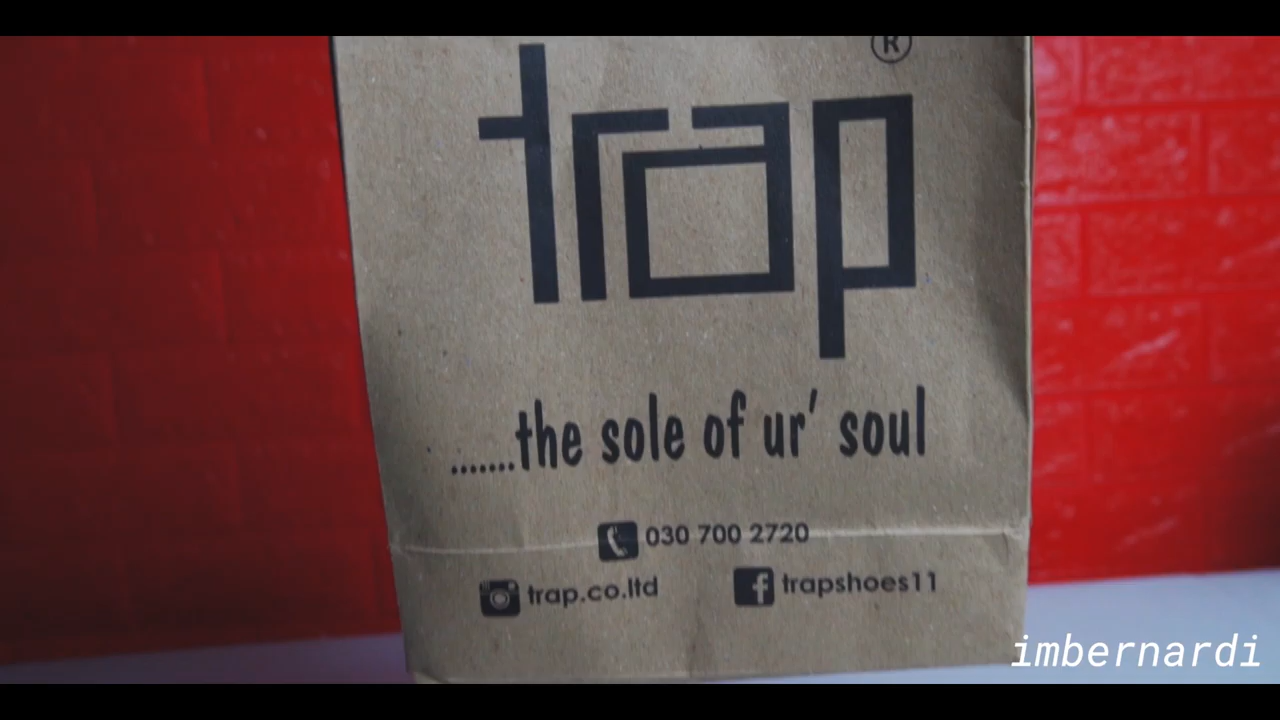 ®
trap
.......the sole of ur' soul
030 700 2720
trap.co.ltd
trapshoes11
imbernardi